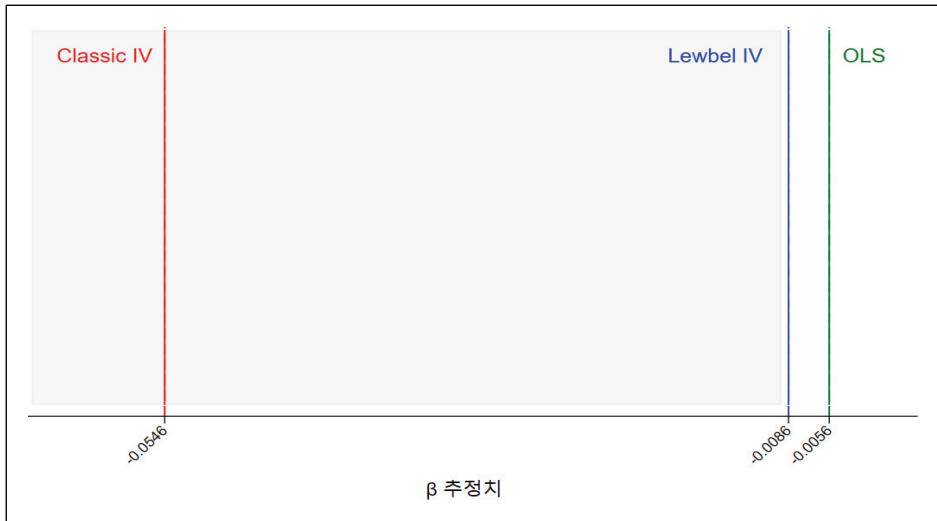 Classic IV
Lewbel IV
OLS
-0.0546
-0.0086
-0.0056
β 추정치